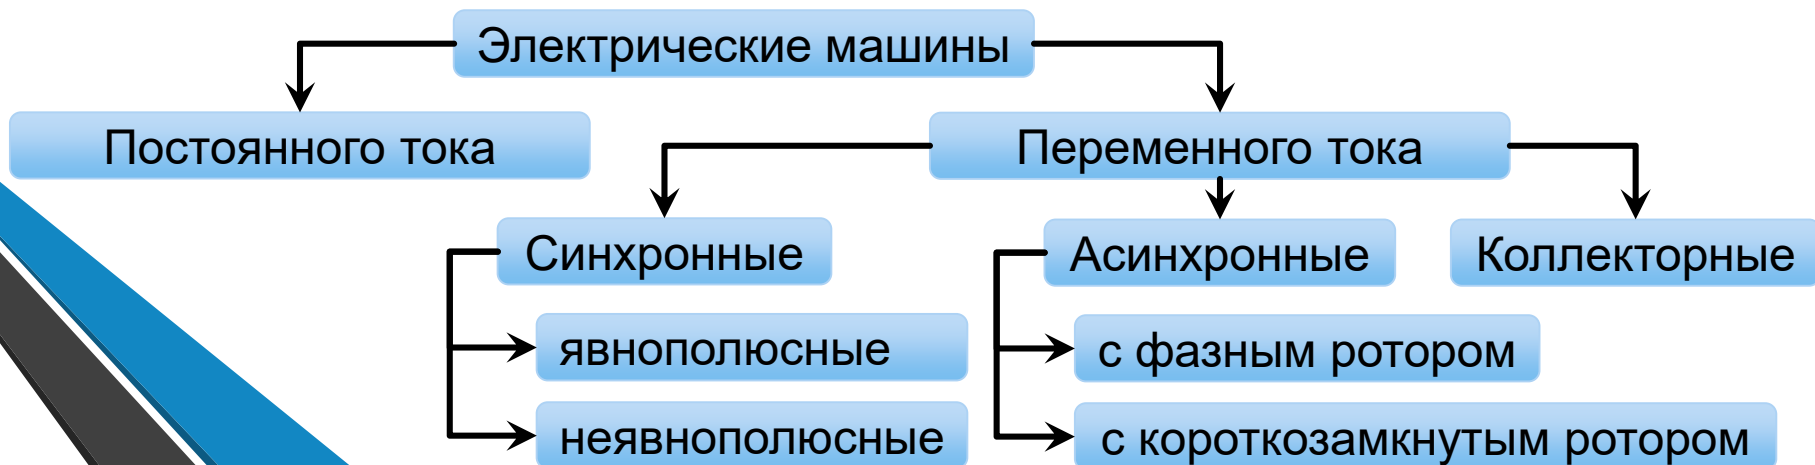 Электрические машины
Постоянного тока
Переменного тока
Синхронные
Асинхронные
Коллекторные
явнополюсные
с фазным ротором
неявнополюсные
с короткозамкнутым ротором